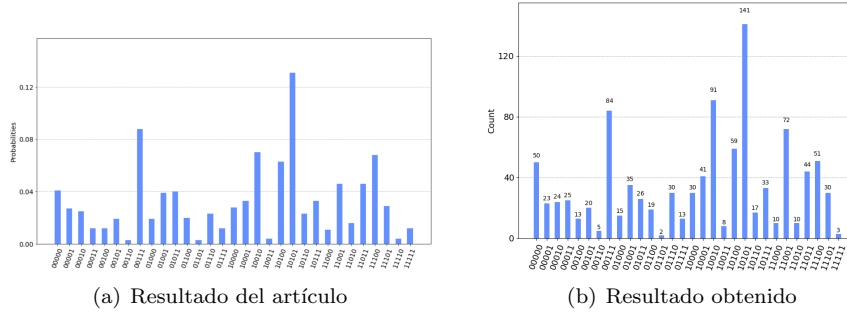 Probabilities
0.12
0.08
0.04
0.00
00000 00001 00010 00011 00100 00101 00110 00111 01000 01001 01011 01100 01101 01110 01111 10000 10001 10010 10011 10100 10101 10110 10111 11000 11001 11010 11011 11100 11101 11110 11111
(a) Resultado del artículo
Count
120
80
40
0
50 23 24 25 13 20 5 84 15 35 26 19 2 30 13 30 41 91 8 59 141 17 33 10 72 10 44 51 30 3
00000 00001 00010 00011 00100 00101 00110 00111 01000 01001 01011 01100 01101 01110 01111 10000 10001 10010 10011 10100 10101 10110 10111 11000 11001 11010 11011 11100 11101 11111
(b) Resultado obtenido